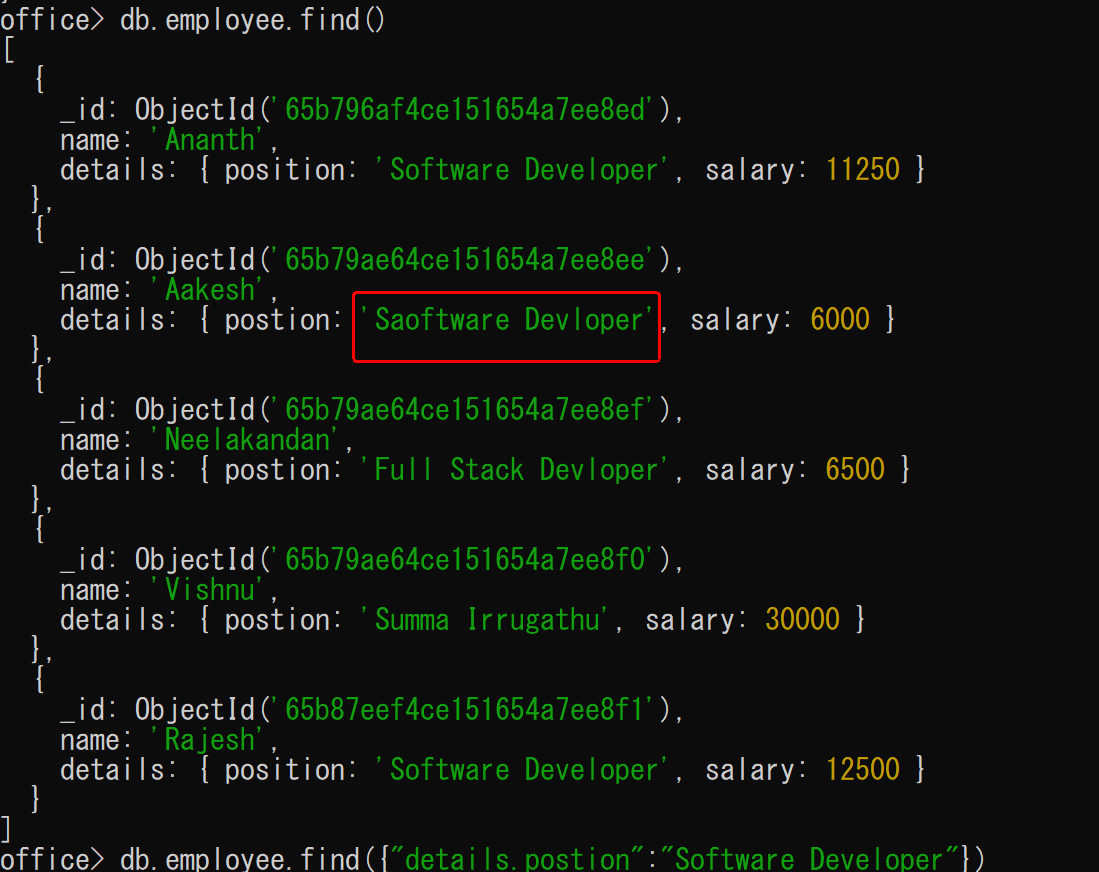 office> db.employee.find()
[
{
_id: ObjectId('65b796af4ce151654a7ee8ed'),
name: 'Ananth',
details: { position: 'Software Developer', salary: 11250 }
},
{
_id: ObjectId('65b79ae64ce151654a7ee8ee'),
name: 'Aakesh',
details: { postion: 'Saoftware Devloper', salary: 6000 }
},
{
_id: ObjectId('65b79ae64ce151654a7ee8ef'),
name: 'Neelakandan',
details: { postion: 'Full Stack Devloper', salary: 6500 }
},
{
_id: ObjectId('65b79ae64ce151654a7ee8f0'),
name: 'Vishnu',
details: { postion: 'Summa Irrugathu', salary: 30000 }
},
{
_id: ObjectId('65b87eef4ce151654a7ee8f1'),
name: 'Rajesh',
details: { position: 'Software Developer', salary: 12500 }
}
]
office> db.employee.find({"details.postion":"Software Developer"})